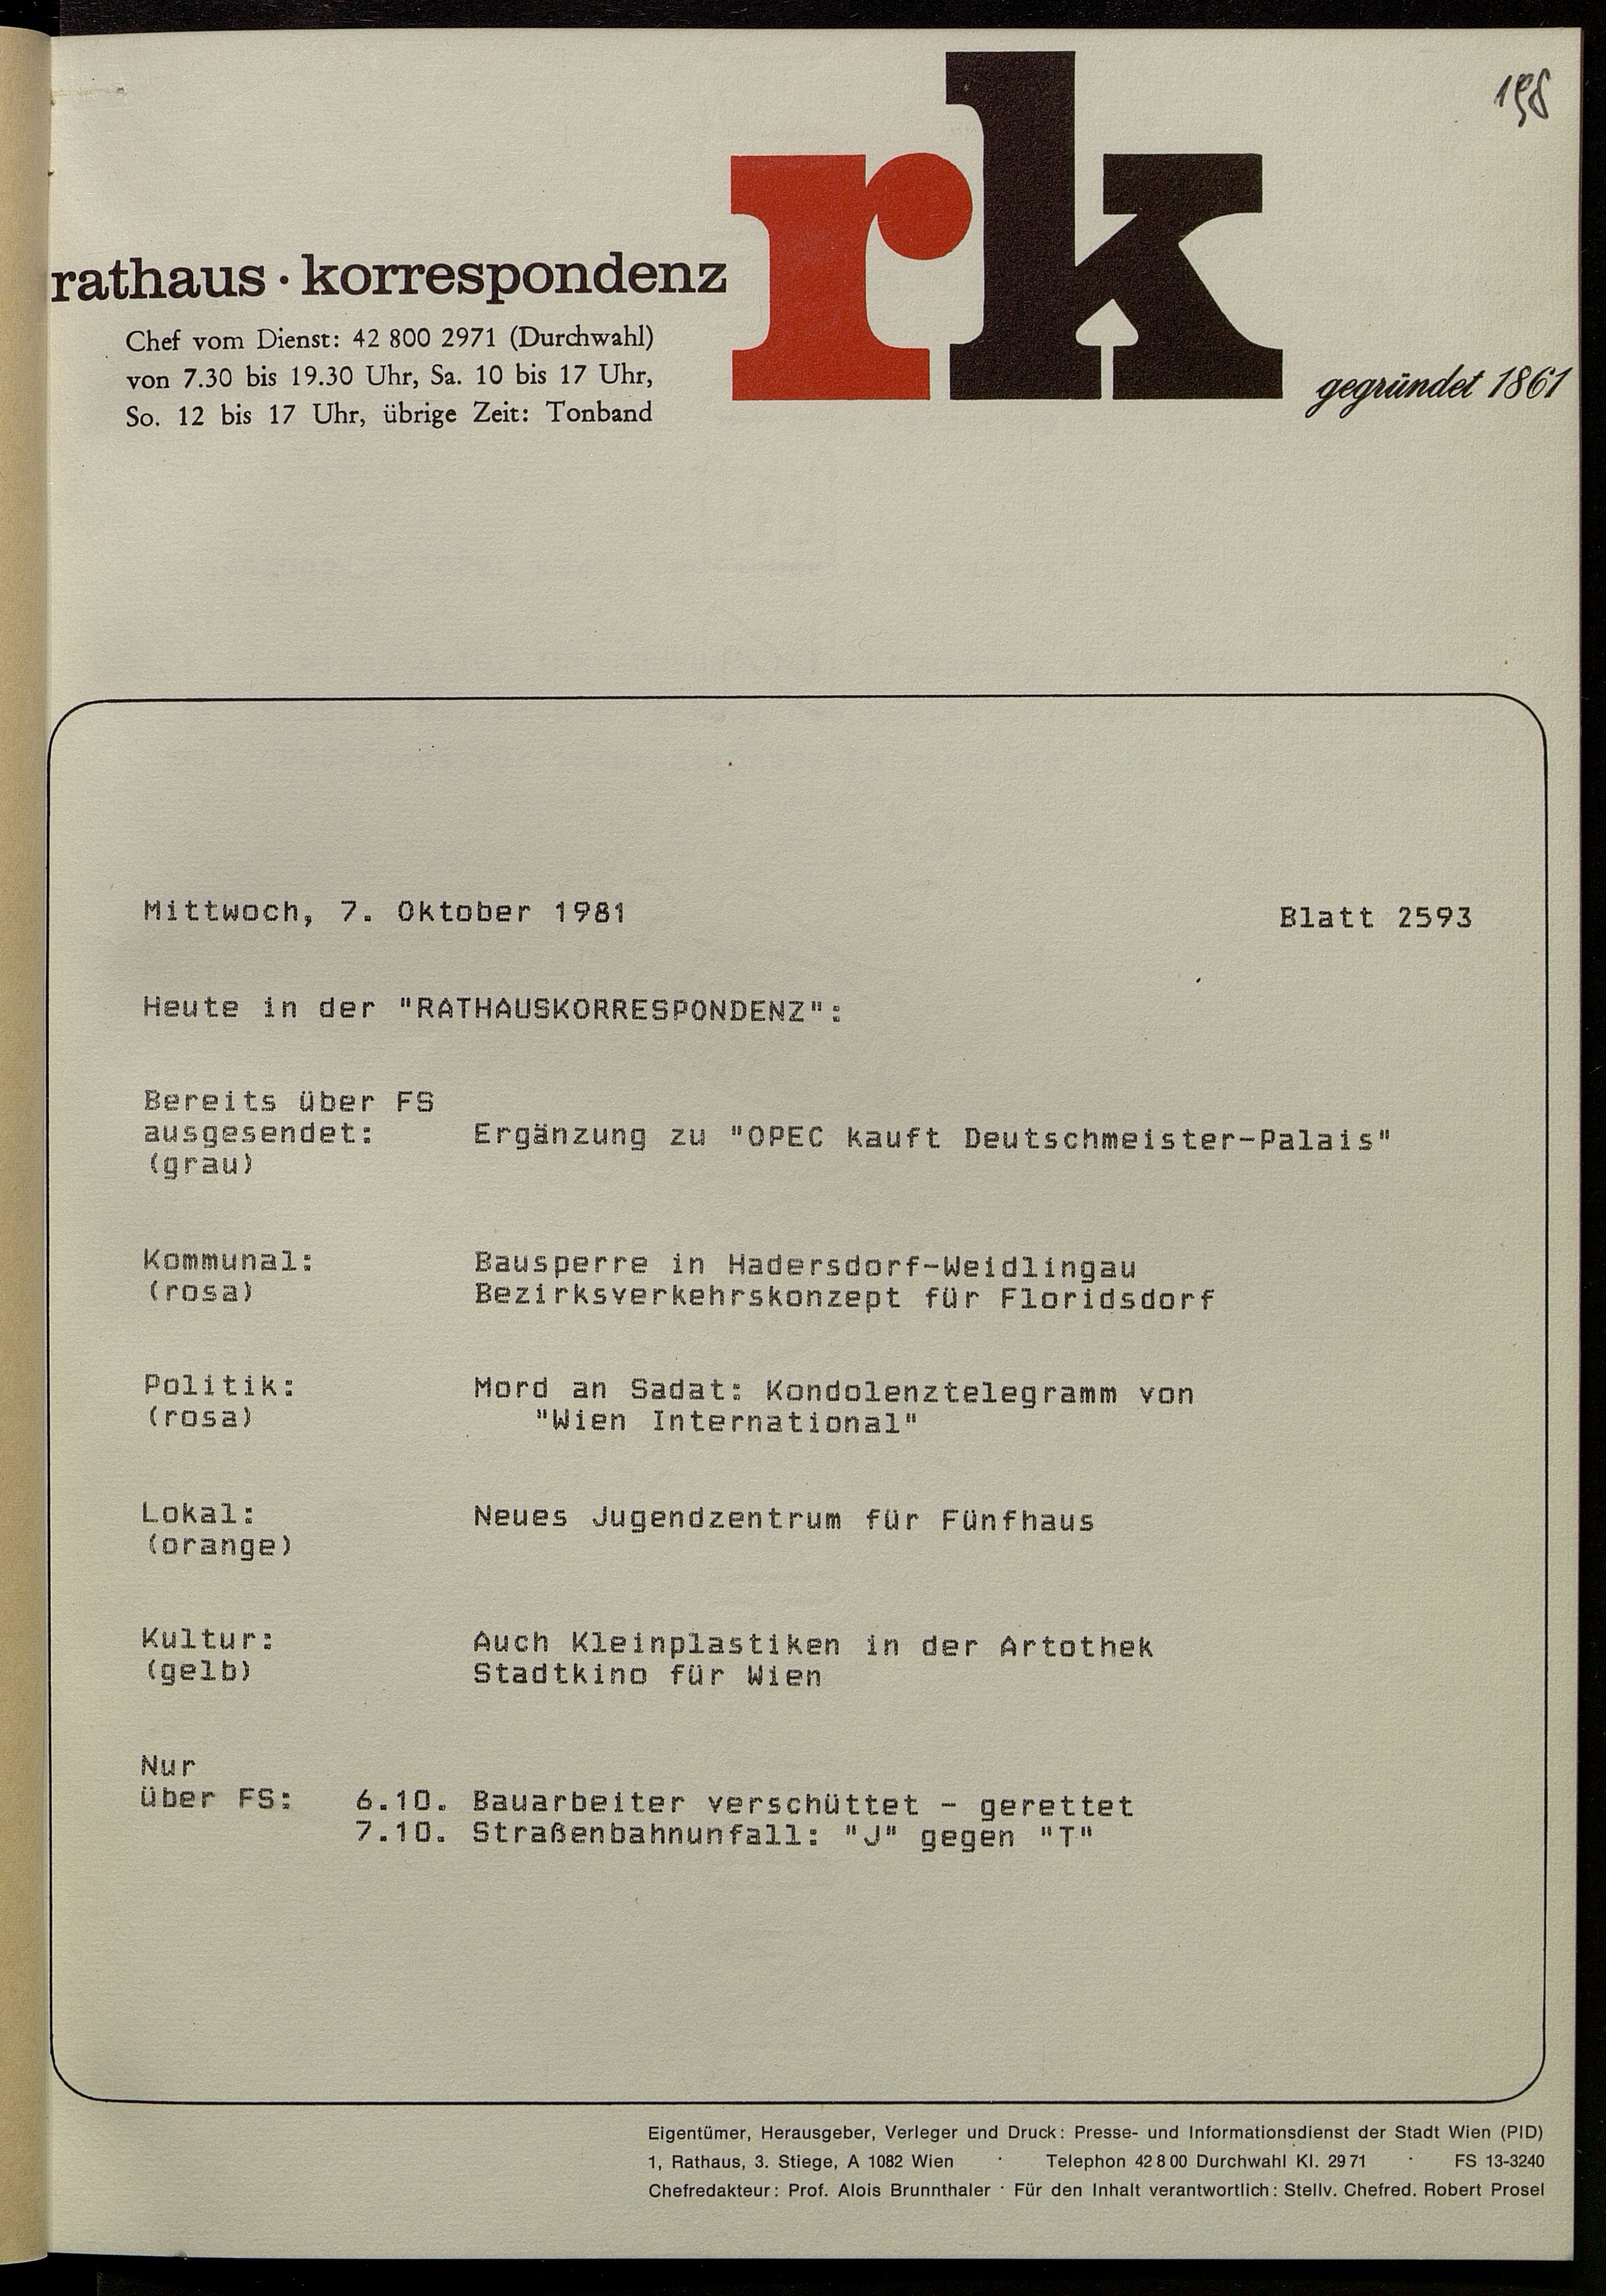 198
rk
rathaus · korrespondenz
Chef vom Dienst: 42 800 2971 (Durchwahl)
von 7.30 bis 19.30 Uhr, Sa. 10 bis 17 Uhr,
So. 12 bis 17 Uhr, übrige Zeit: Tonband
gegründet 1861
Mittwoch, 7. Oktober 1981 Blatt 2593
Heute in der "RATHAUSKORRESPONDENZ":
Bereits über FS
ausgesendet: Ergänzung zu "OPEC kauft Deutschmeister-Palais"
(grau)
Kommunal: Bausperre in Hadersdorf-Weidlingau
(rosa) Bezirksverkehrskonzept für Floridsdorf
Politik: Mord an Sadat: Kondolenztelegramm von
(rosa) "Wien International"
Lokal: Neues Jugendzentrum für Fünfhaus
(orange)
Kultur: Auch Kleinplastiken in der Artothek
(gelb) Stadtkino für Wien
Nur
über FS: 6.10. Bauarbeiter verschüttet - gerettet
7.10. Straßenbahnunfall: "J" gegen "T"
Eigentümer, Herausgeber, Verleger und Druck: Presse- und Informationsdienst der Stadt Wien (PID)
1, Rathaus, 3. Stiege, A 1082 Wien · Telephon 42 8 00 Durchwahl Kl. 29 71 · FS 13-3240
Chefredakteur: Prof. Alois Brunnthaler · Für den Inhalt verantwortlich: Stellv. Chefred. Robert Prosel